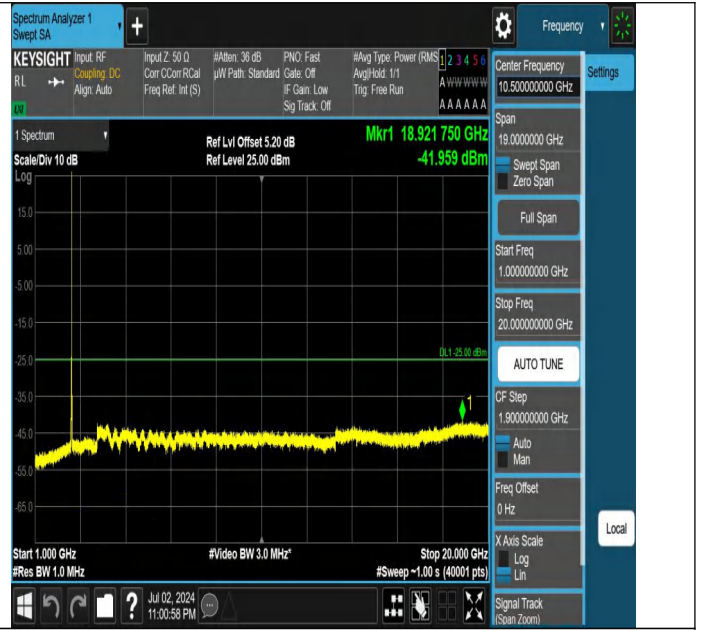 Spectrum Analyzer 1
Swept SA
Frequency
KEYSIGHT
RL
LXI
Input: RF
Coupling: DC
Align: Auto
Input Z: 50 Ω
Corr CCorr RCal
Freq Ref: Int (S)
#Atten: 36 dB
µW Path: Standard
PNO: Fast
Gate: Off
IF Gain: Low
Sig Track: Off
#Avg Type: Power (RMS
Avg|Hold: 1/1
Trig: Free Run
1 2 3 4 5 6
A W W W W W
A A A A A A
1 Spectrum
Scale/Div 10 dB
Ref Lvl Offset 5.20 dB
Ref Level 25.00 dBm
Mkr1 18.921 750 GHz
-41.959 dBm
Log
15.0
5.00
-5.00
-15.0
-25.0
-35.0
-45.0
-55.0
-65.0
DL1 -25.00 dBm
1
Start 1.000 GHz
#Res BW 1.0 MHz
#Video BW 3.0 MHz*
Stop 20.000 GHz
#Sweep ~1.00 s (40001 pts)
Center Frequency
10.500000000 GHz
Settings
Span
19.0000000 GHz
Swept Span
Zero Span
Full Span
Start Freq
1.000000000 GHz
Stop Freq
20.000000000 GHz
AUTO TUNE
CF Step
1.900000000 GHz
Auto
Man
Freq Offset
0 Hz
X Axis Scale
Log
Lin
Signal Track
(Span Zoom)
Local
?
Jul 02, 2024
11:00:58 PM